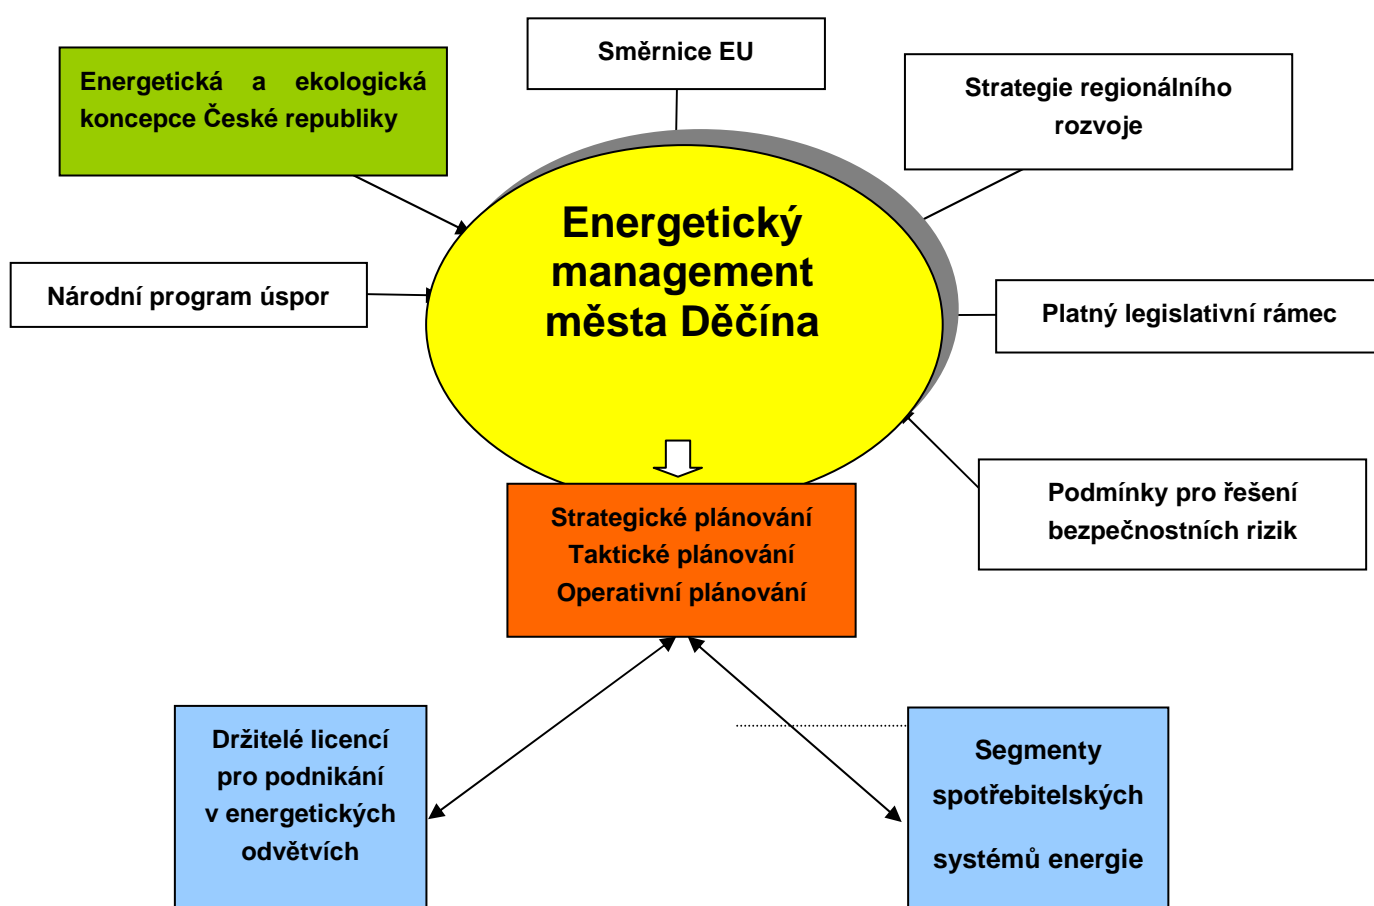 Směrnice EU
Energetická a ekologická
koncepce České republiky
Strategie regionálního
rozvoje
Energetický
management
města Děčína
Národní program úspor
Platný legislativní rámec
Podmínky pro řešení
bezpečnostních rizik
Strategické plánování
Taktické plánování
Operativní plánování
Držitelé licencí
pro podnikání
v energetických
odvětvích
Segmenty
spotřebitelských
systémů energie